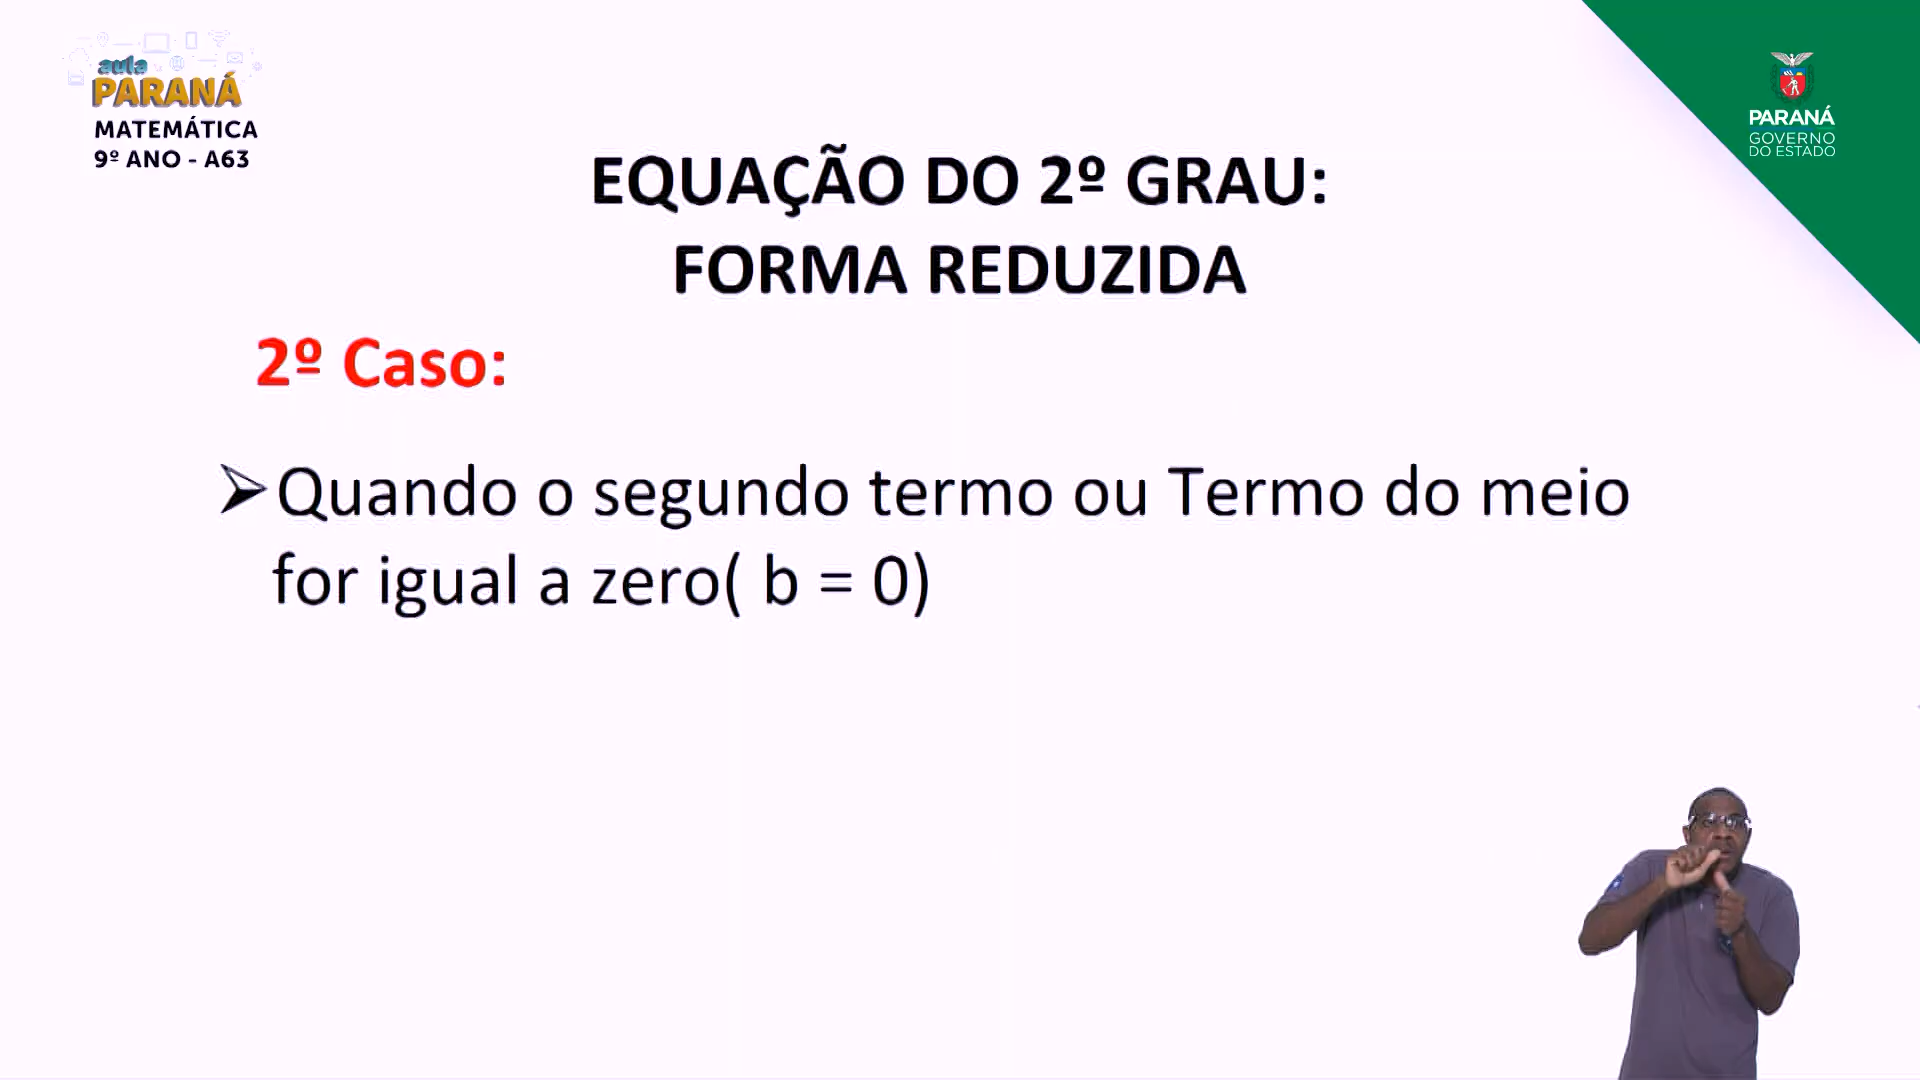 aula
PARANÁ
MATEMÁTICA
9º ANO - A63
PARANÁ
GOVERNO
DO ESTADO
EQUAÇÃO DO 2º GRAU:
FORMA REDUZIDA
2º Caso:
➢Quando o segundo termo ou Termo do meio
for igual a zero( b = 0)